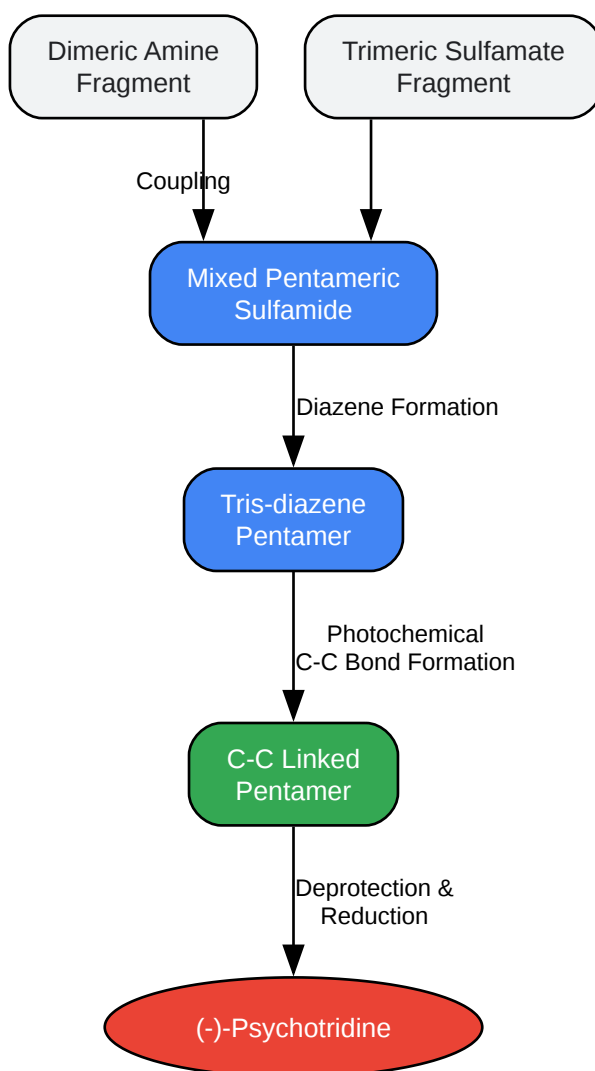 Dimeric Amine
Fragment
Trimeric Sulfamate
Fragment
Coupling
Mixed Pentameric
Sulfamide
Diazene Formation
Tris-diazene
Pentamer
Photochemical
C-C Bond Formation
C-C Linked
Pentamer
Deprotection &
Reduction
(-)-Psychotridine